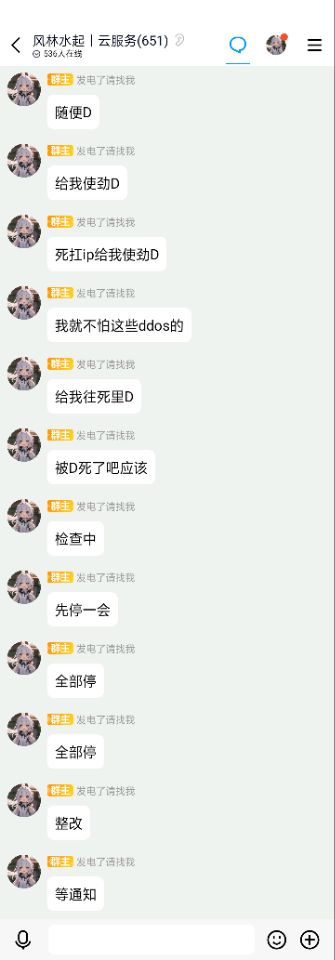 风林水起丨云服务(651)
536人在线
群主 发电了请找我
随便D
群主 发电了请找我
给我使劲D
群主 发电了请找我
死扛ip给我使劲D
群主 发电了请找我
我就不怕这些ddos的
群主 发电了请找我
给我往死里D
群主 发电了请找我
被D死了吧应该
群主 发电了请找我
检查中
群主 发电了请找我
先停一会
群主 发电了请找我
全部停
群主 发电了请找我
全部停
群主 发电了请找我
整改
群主 发电了请找我
等通知